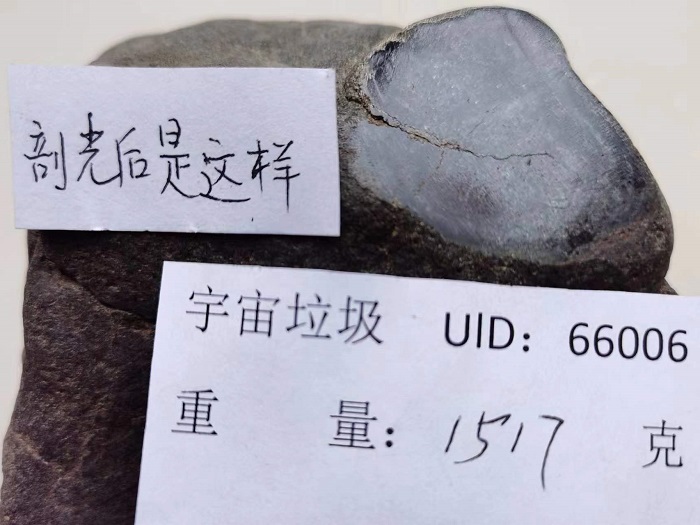 剖光后是这样
宇宙垃圾 UID：66006
重 量：1517 克